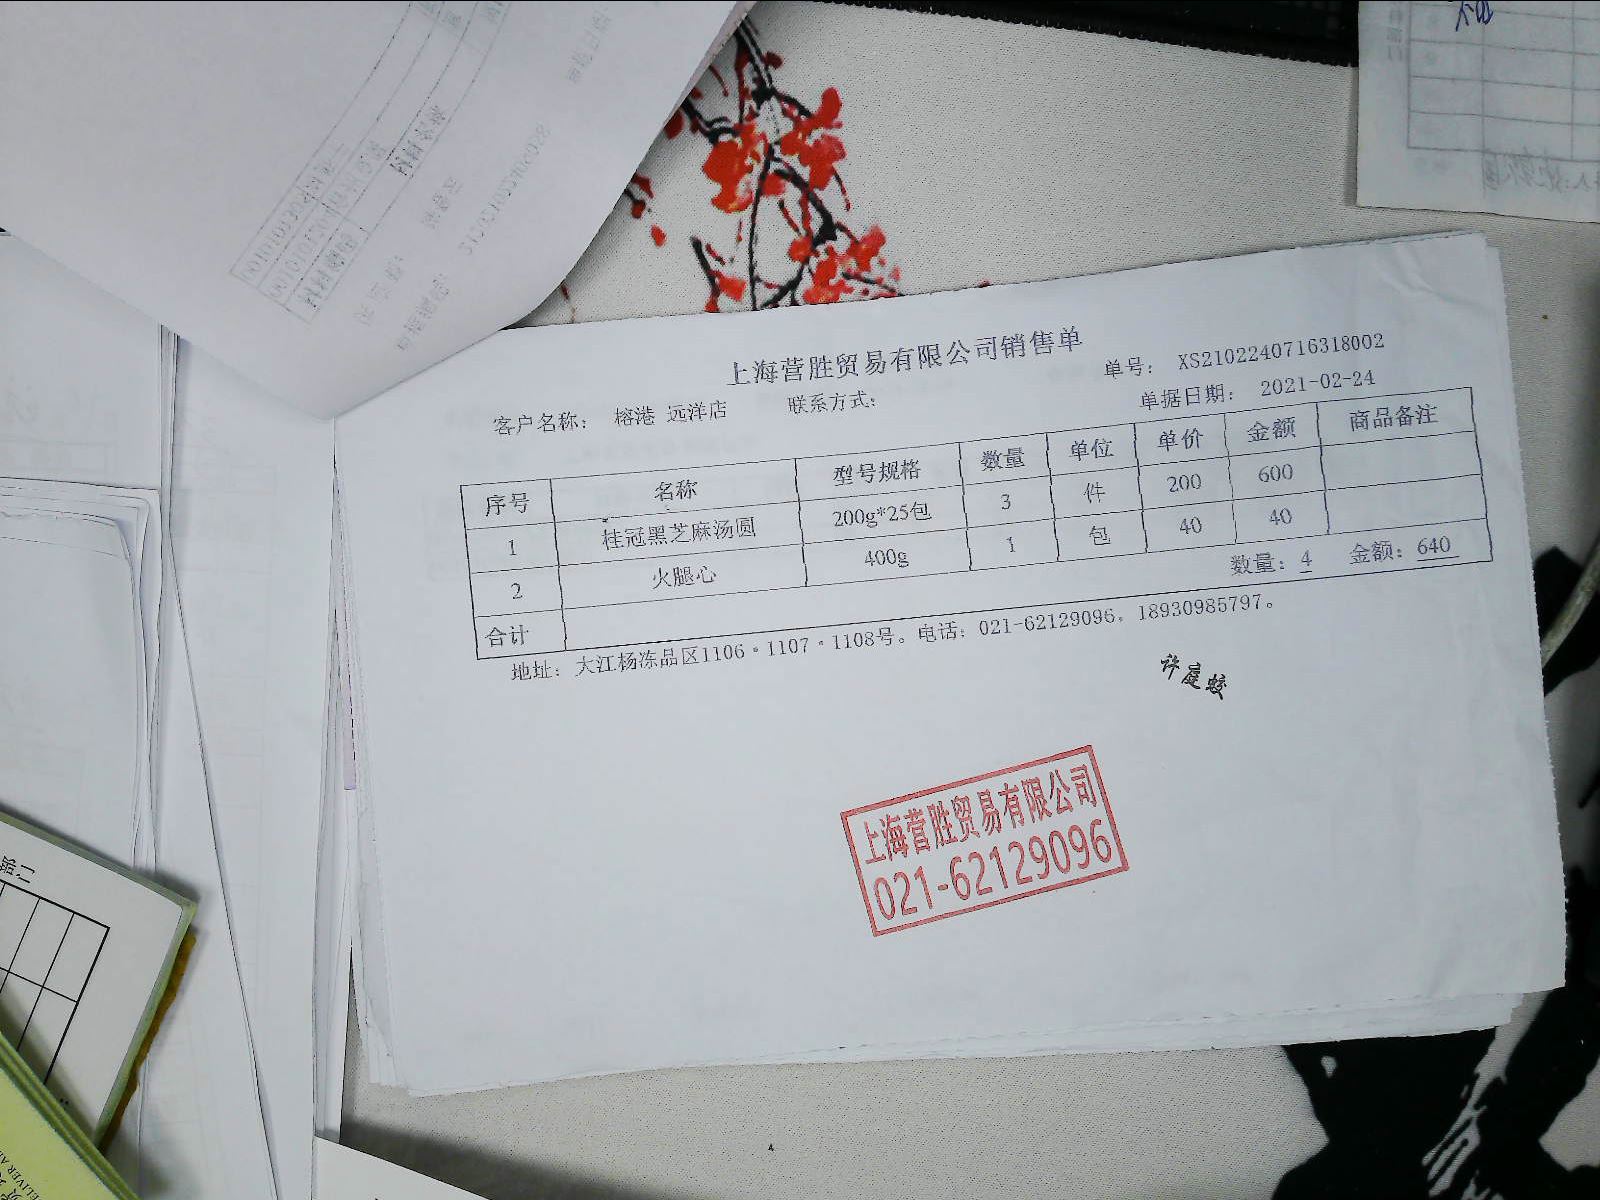 上海营胜贸易有限公司销售单
单号： XS2102240716318002
客户名称： 榕港 远洋店 联系方式： 单据日期： 2021-02-24
序号 名称 型号规格 数量 单位 单价 金额 商品备注
1 桂冠黑芝麻汤圆 200g*25包 3 件 200 600
2 火腿心 400g 1 包 40 40
合计 数量：4 金额：640
地址：大江杨冻品区1106·1107·1108号。电话：021-62129096。18930985797。
许庭蛟
上海营胜贸易有限公司
021-62129096